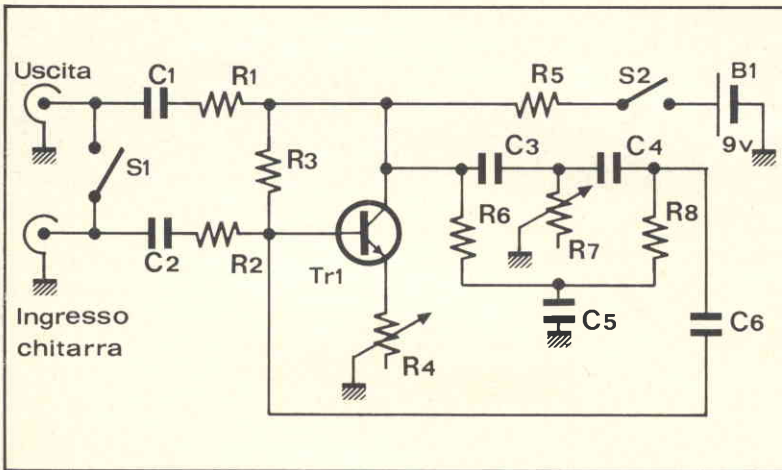 Uscita
C1
R1
R5
S2
B1
9v
S1
R3
C3
C4
R6
R7
R8
C2
R2
Tr1
C5
C6
Ingresso
chitarra
R4